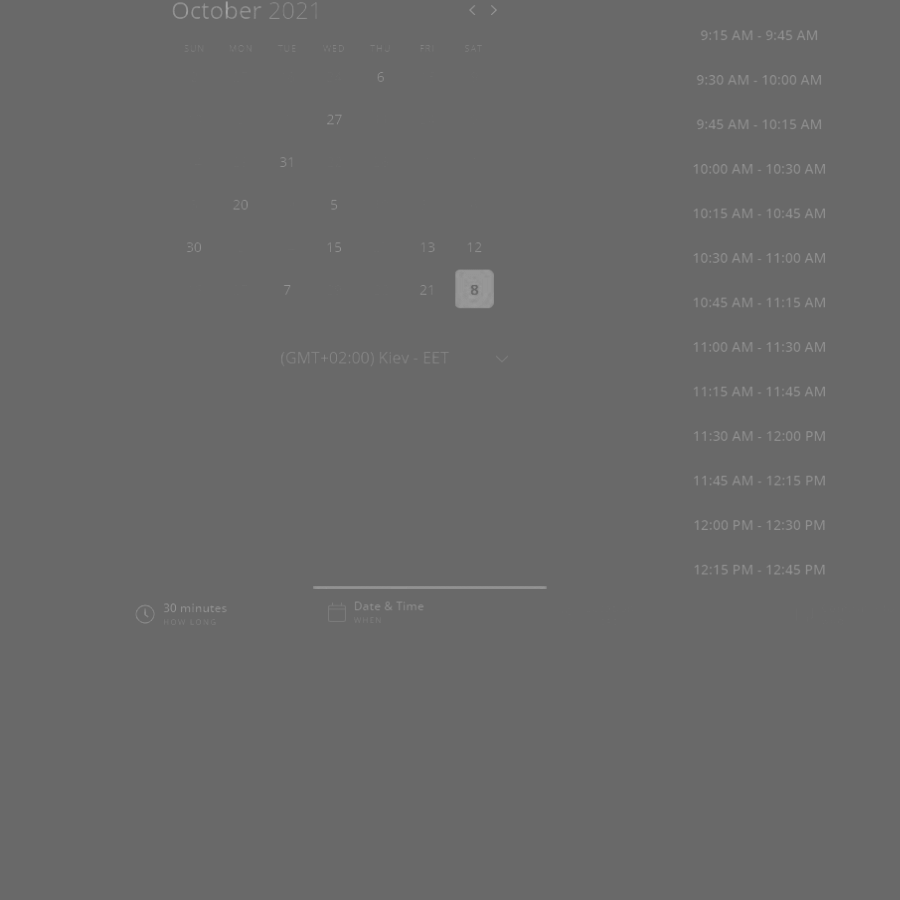 October 2021
SUN MON TUE WED THU FRI SAT
6
27
31
20 5
30 15 13 12
7 21 8
(GMT+02:00) Kiev - EET
9:15 AM - 9:45 AM
9:30 AM - 10:00 AM
9:45 AM - 10:15 AM
10:00 AM - 10:30 AM
10:15 AM - 10:45 AM
10:30 AM - 11:00 AM
10:45 AM - 11:15 AM
11:00 AM - 11:30 AM
11:15 AM - 11:45 AM
11:30 AM - 12:00 PM
11:45 AM - 12:15 PM
12:00 PM - 12:30 PM
12:15 PM - 12:45 PM
30 minutes
HOW LONG
Date & Time
WHEN